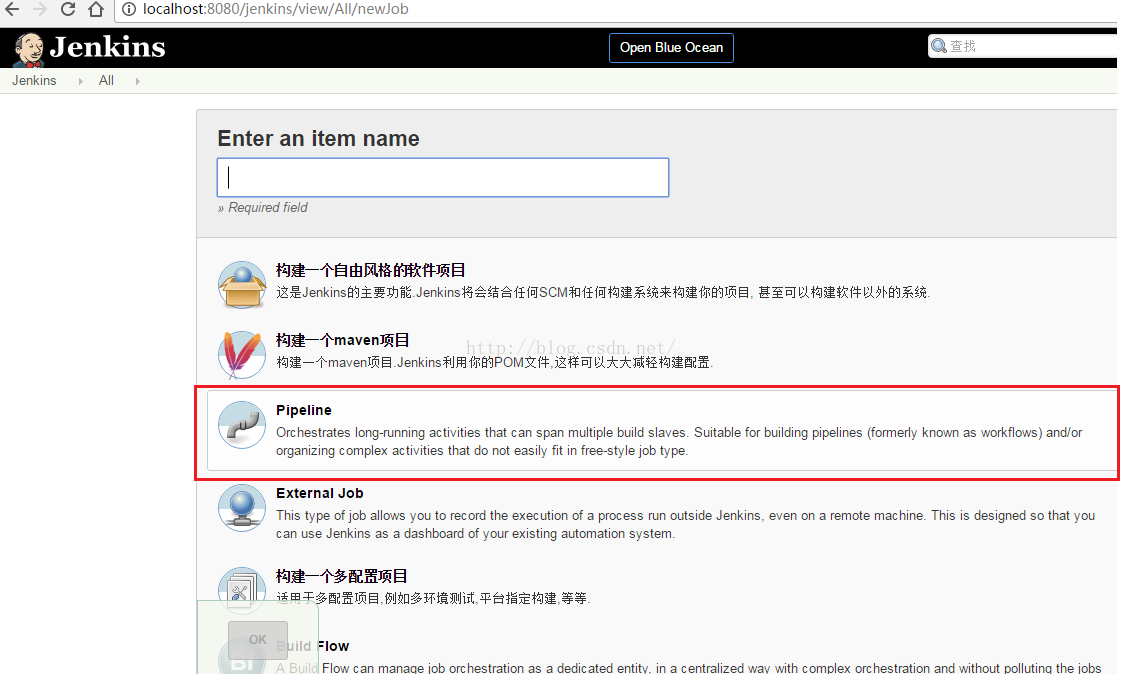 localhost:8080/jenkins/view/All/newJob
Jenkins
Open Blue Ocean
查找
Jenkins
All
Enter an item name
» Required field
构建一个自由风格的软件项目
这是Jenkins的主要功能.Jenkins将会结合任何SCM和任何构建系统来构建你的项目, 甚至可以构建软件以外的系统.
构建一个maven项目
http://blog.csdn.net/
构建一个maven项目.Jenkins利用你的POM文件,这样可以大大减轻构建配置.
Pipeline
Orchestrates long-running activities that can span multiple build slaves. Suitable for building pipelines (formerly known as workflows) and/or
organizing complex activities that do not easily fit in free-style job type.
External Job
This type of job allows you to record the execution of a process run outside Jenkins, even on a remote machine. This is designed so that you
can use Jenkins as a dashboard of your existing automation system.
构建一个多配置项目
适用于多配置项目,例如多环境测试,平台指定构建,等等.
OK
Build Flow
Bf
A Build Flow can manage job orchestration as a dedicated entity, in a centralized way with complex orchestration and without polluting the jobs